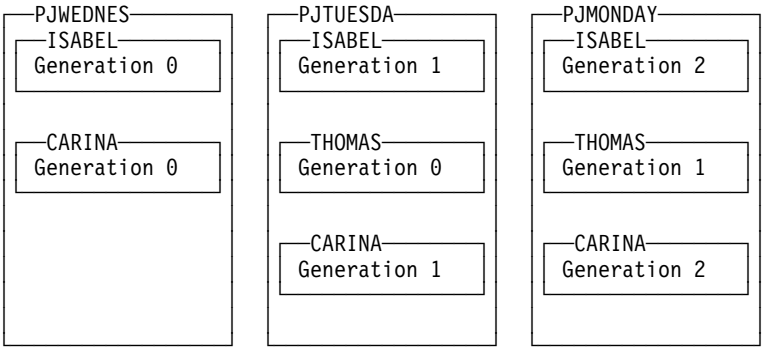 PJWEDNES
ISABEL
Generation 0
CARINA
Generation 0
PJTUESDA
ISABEL
Generation 1
THOMAS
Generation 0
CARINA
Generation 1
PJMONDAY
ISABEL
Generation 2
THOMAS
Generation 1
CARINA
Generation 2